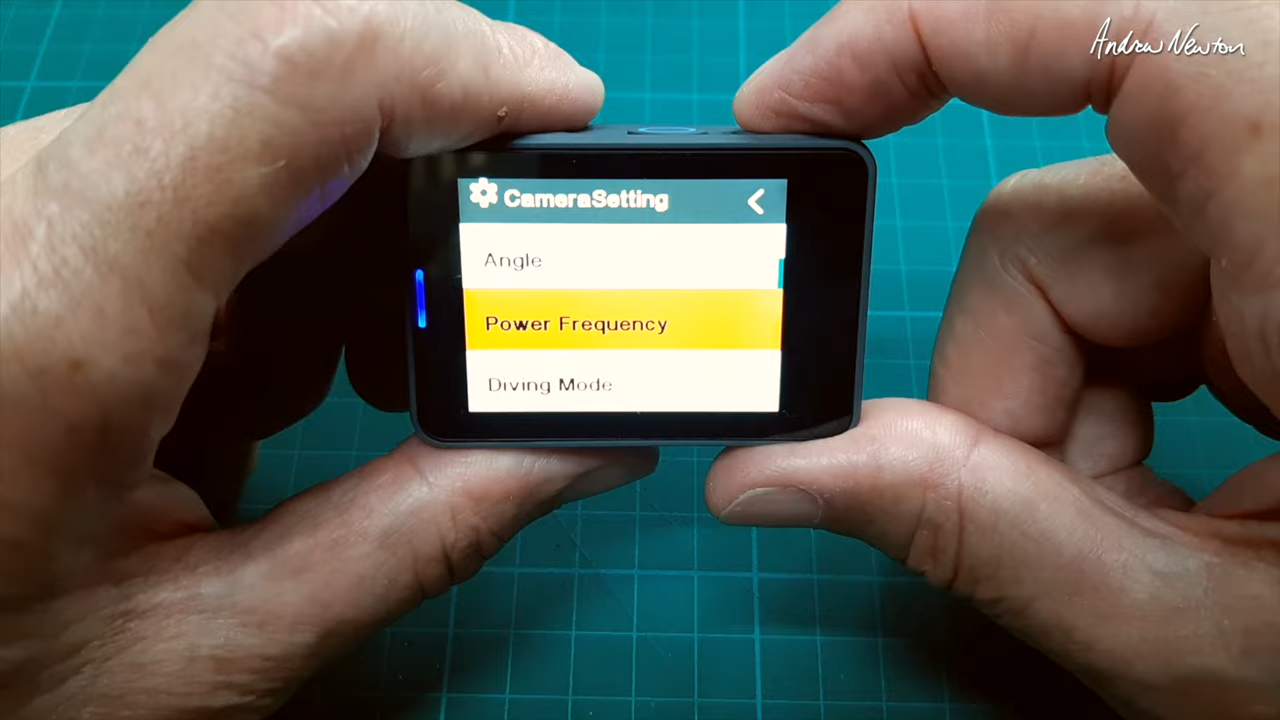 Andrew Newton
CameraSetting
Angle
Power Frequency
Diving Mode